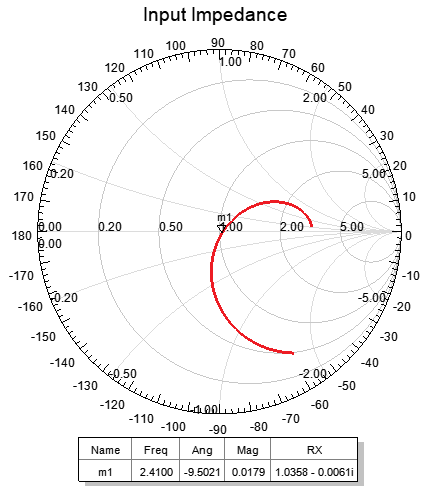 Input Impedance
100 90 80
110 70
120 1.00 60
130 50
0.50 2.00
140 40
150 30
160 20
0.20 5.00
170 10
m1
0.00 0.20 0.50 1.00 2.00 5.00
180 0
0.00
-170 -10
-160 -20
-0.20 -5.00
-150 -30
-140 -40
-0.50 -2.00
-130 -50
-120 -60
-1.00
-110 -70
-100 -90 -80
Name Freq Ang Mag RX
m1 2.4100 -9.5021 0.0179 1.0358 - 0.0061i